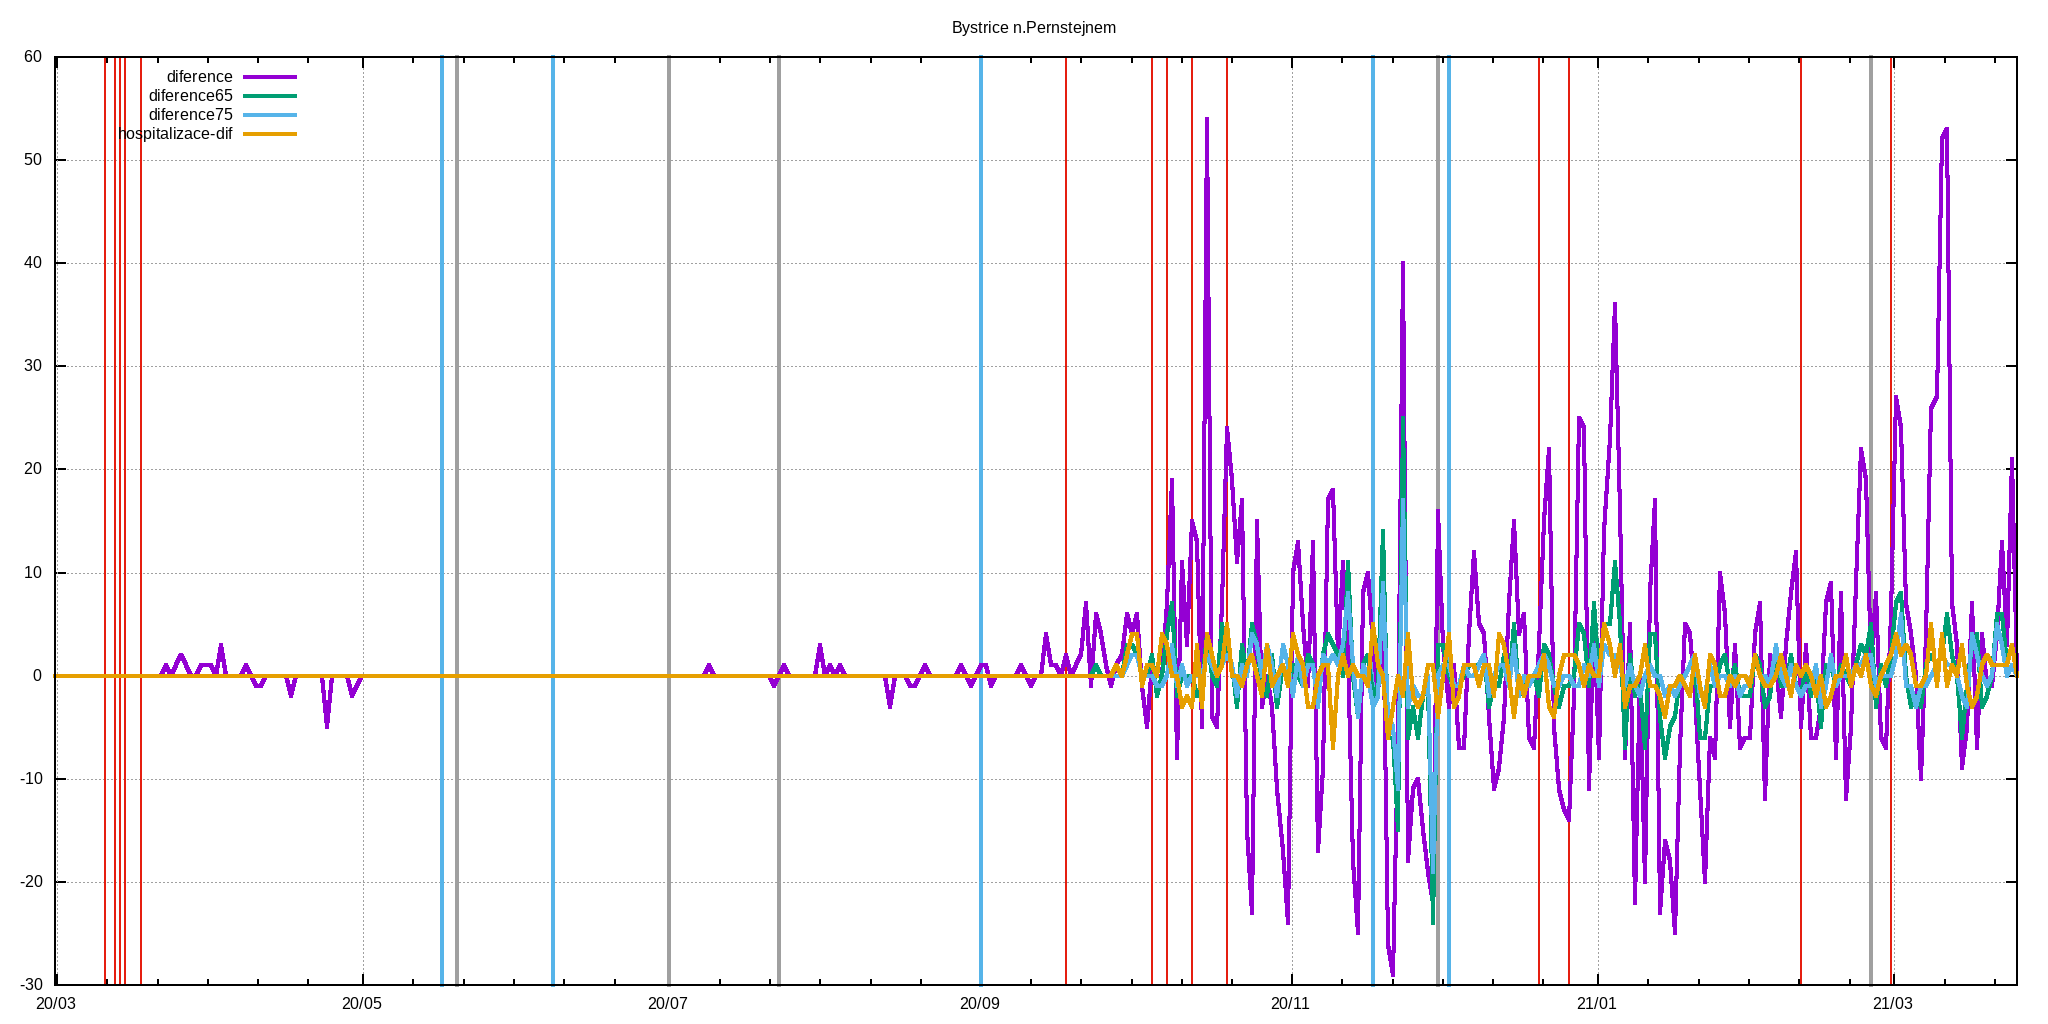 Bystrice n.Pernstejnem
60
50
40
30
20
10
0
-10
-20
-30
diference
diference65
diference75
hospitalizace-dif
20/03 20/05 20/07 20/09 20/11 21/01 21/03